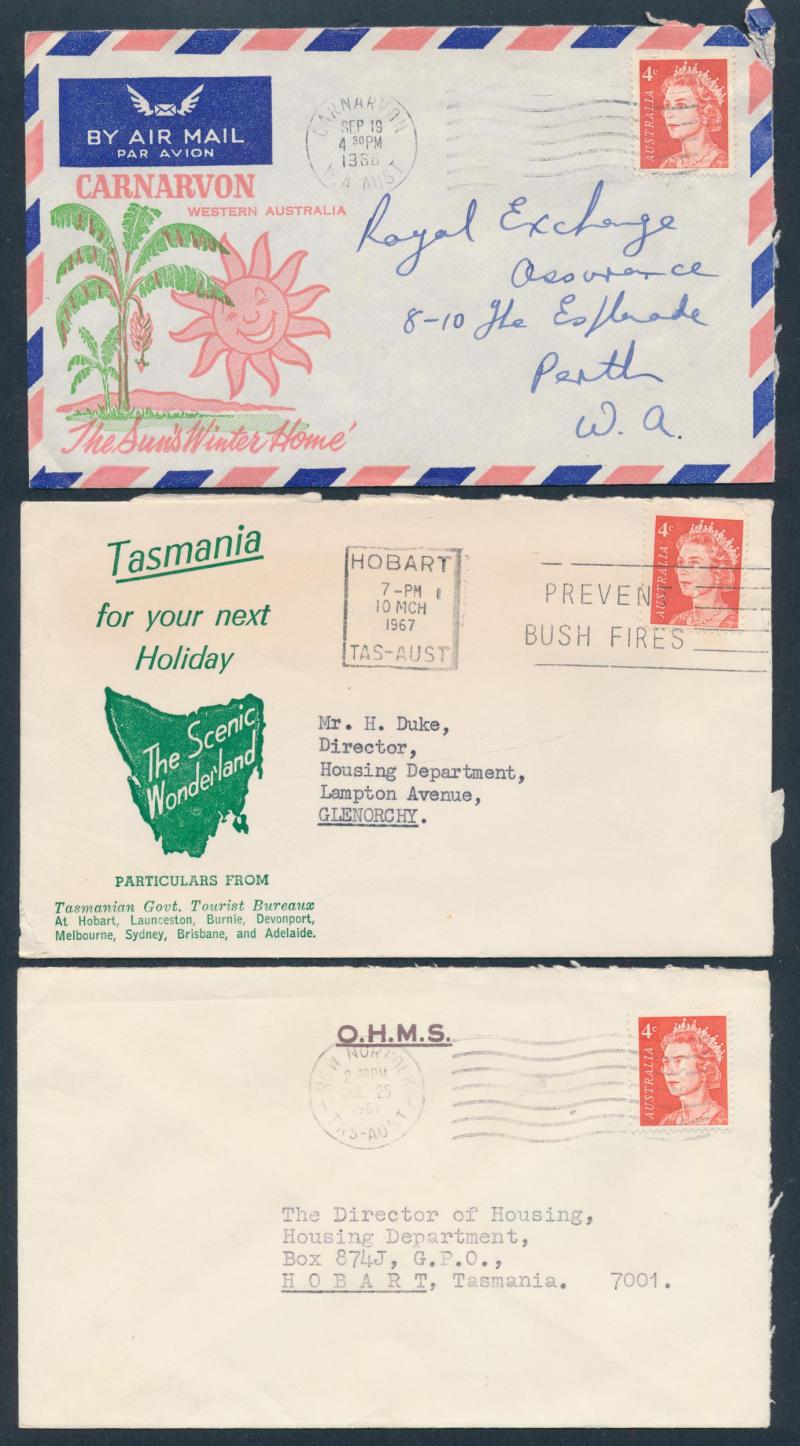 BY AIR MAIL
PAR AVION
CARNARVON
WESTERN AUSTRALIA
The Sun's Winter Home'
CARNARVON
SEP 19
4 30PM
1966
W.A. AUST
4c
AUSTRALIA
Royal Exchange
Assurance
8-10 The Esplanade
Perth
W.A.
Tasmania
for your next
Holiday
The Scenic
Wonderland
PARTICULARS FROM
Tasmanian Govt. Tourist Bureaux
At Hobart, Launceston, Burnie, Devonport,
Melbourne, Sydney, Brisbane, and Adelaide.
HOBART
7-PM
10 MCH
1967
TAS-AUST
PREVEN
BUSH FIRES
4c
AUSTRALIA
Mr. H. Duke,
Director,
Housing Department,
Lampton Avenue,
GLENORCHY.
O.H.M.S.
NEW NORFOLK
2 30PM
JUL 25
1967
TAS-AUST
4c
AUSTRALIA
The Director of Housing,
Housing Department,
Box 874J, G.P.O.,
HOBART, Tasmania. 7001.